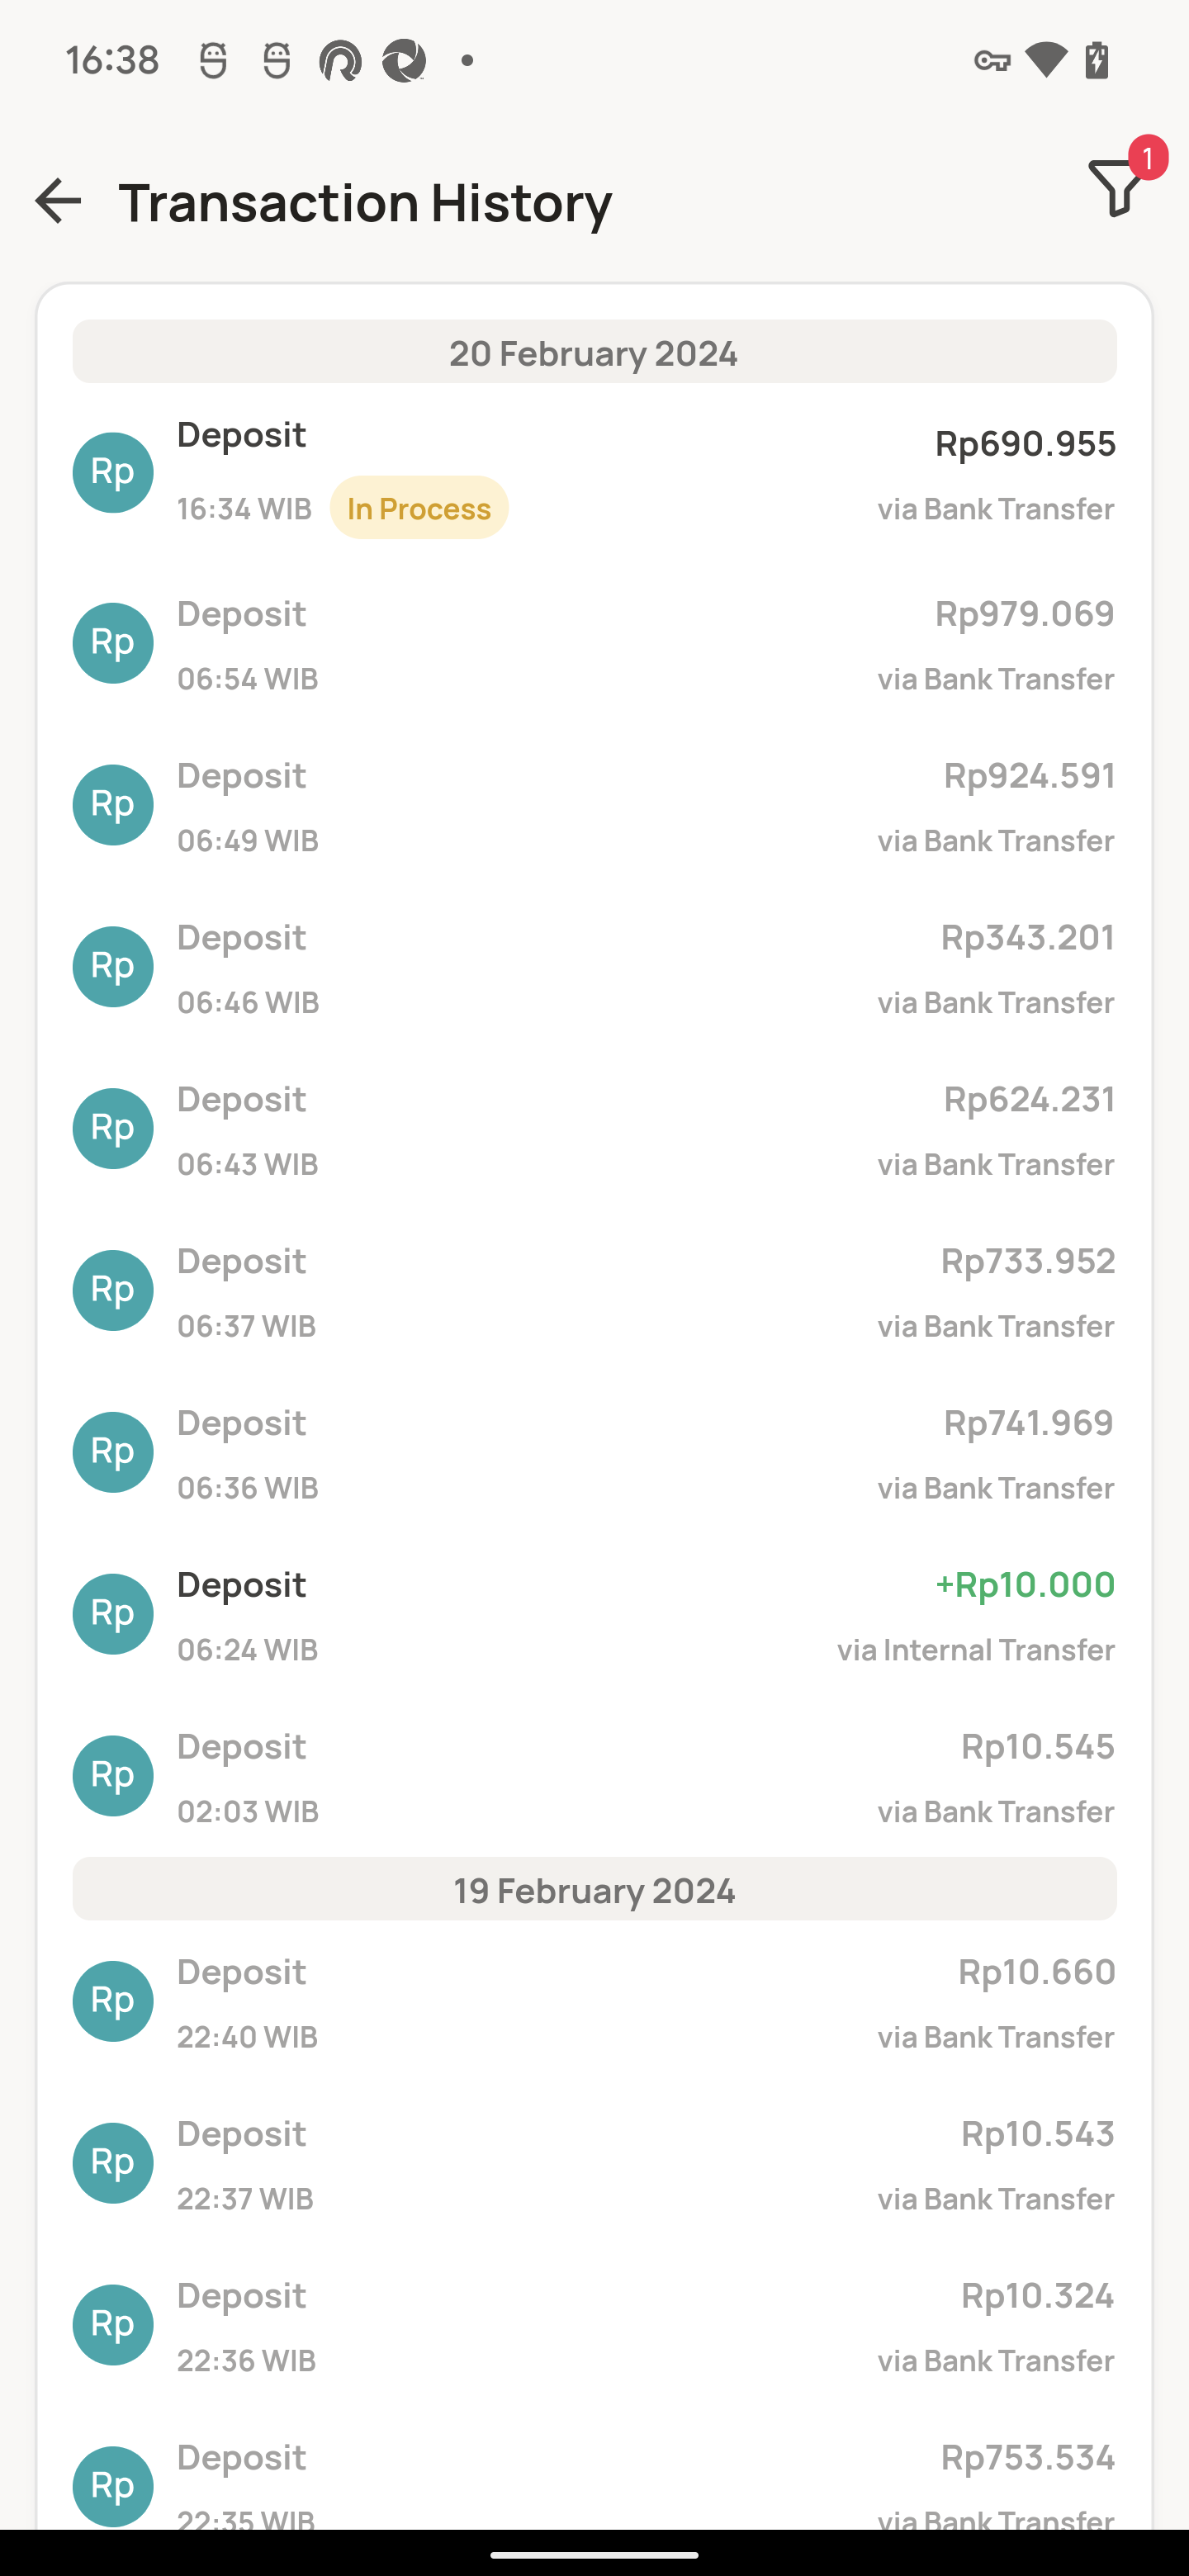 16:38
Transaction History
1
20 February 2024
Rp
Deposit
Rp690.955
16:34 WIB
In Process
via Bank Transfer
Rp
Deposit
Rp979.069
06:54 WIB
via Bank Transfer
Rp
Deposit
Rp924.591
06:49 WIB
via Bank Transfer
Rp
Deposit
Rp343.201
06:46 WIB
via Bank Transfer
Rp
Deposit
Rp624.231
06:43 WIB
via Bank Transfer
Rp
Deposit
Rp733.952
06:37 WIB
via Bank Transfer
Rp
Deposit
Rp741.969
06:36 WIB
via Bank Transfer
Rp
Deposit
+Rp10.000
06:24 WIB
via Internal Transfer
Rp
Deposit
Rp10.545
02:03 WIB
via Bank Transfer
19 February 2024
Rp
Deposit
Rp10.660
22:40 WIB
via Bank Transfer
Rp
Deposit
Rp10.543
22:37 WIB
via Bank Transfer
Rp
Deposit
Rp10.324
22:36 WIB
via Bank Transfer
Rp
Deposit
Rp753.534
22:35 WIB
via Bank Transfer